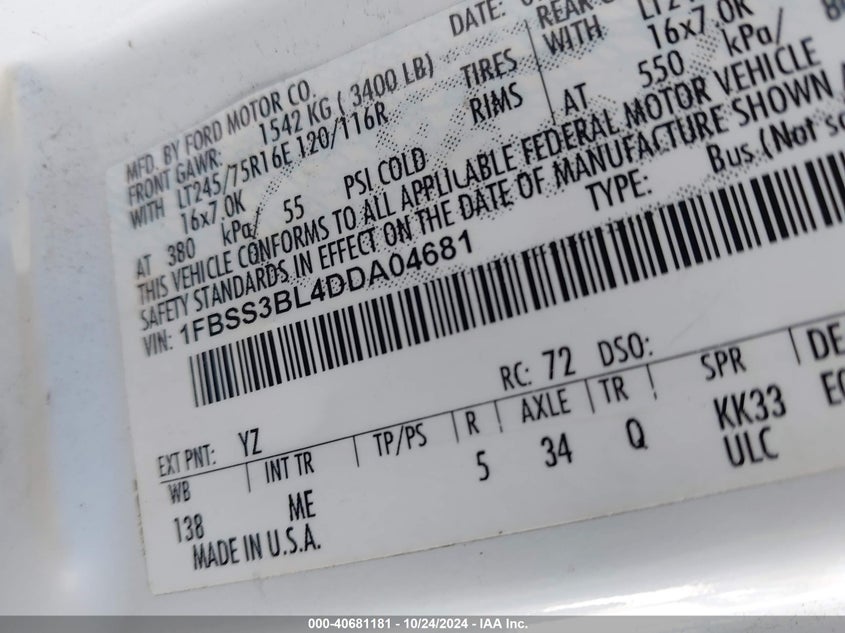 MFD. BY FORD MOTOR CO.
DATE:
FRONT GAWR: 1542 KG ( 3400 LB)
REAR
WITH LT245/75R16E 120/116R TIRES
WITH
16x7.0K RIMS
16x7.0K
AT 380 kPa/ 55 PSI COLD
AT 550 kPa/
THIS VEHICLE CONFORMS TO ALL APPLICABLE FEDERAL MOTOR VEHICLE
SAFETY STANDARDS IN EFFECT ON THE DATE OF MANUFACTURE SHOWN
VIN: 1FBSS3BL4DDA04681
TYPE: Bus (Not
RC: 72 DSO:
EXT PNT: YZ
WB INT TR TP/PS R AXLE TR SPR
138 ME 5 34 Q KK33
ULC
MADE IN U.S.A.
000-40681181 - 10/24/2024 - IAA Inc.